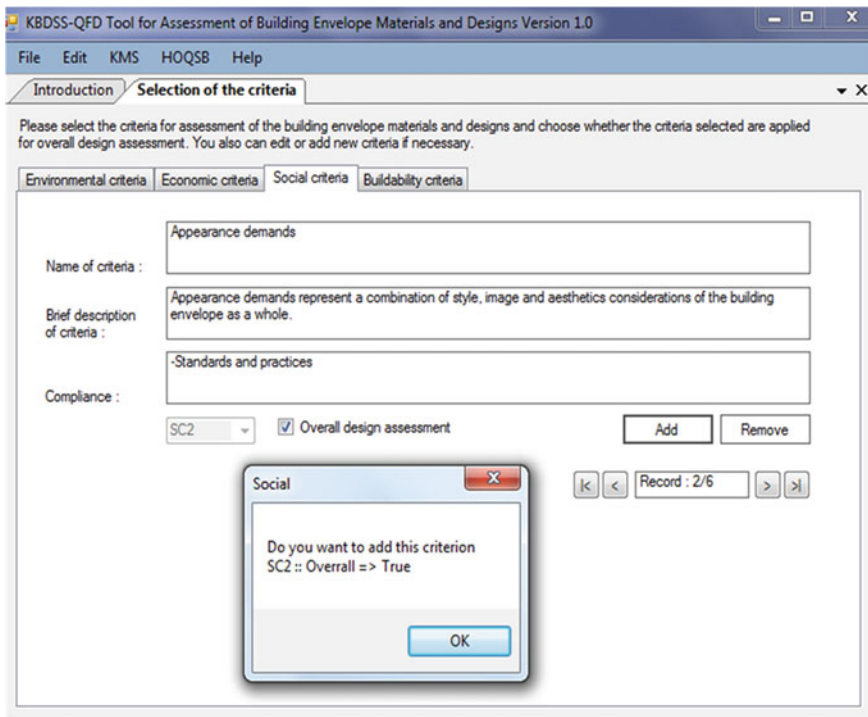 KBDSS-QFD Tool for Assessment of Building Envelope Materials and Designs Version 1.0
File Edit KMS HOQSB Help
Introduction Selection of the criteria
Please select the criteria for assessment of the building envelope materials and designs and choose whether the criteria selected are applied
for overall design assessment. You also can edit or add new criteria if necessary.
Environmental criteria Economic criteria Social criteria Buildability criteria
Appearance demands
Name of criteria :
Appearance demands represent a combination of style, image and aesthetics considerations of the building
envelope as a whole.
Brief description
of criteria :
-Standards and practices
Compliance :
SC2 Overall design assessment Add Remove
|< < Record : 2/6 > >|
Social
Do you want to add this criterion
SC2 :: Overrall => True
OK